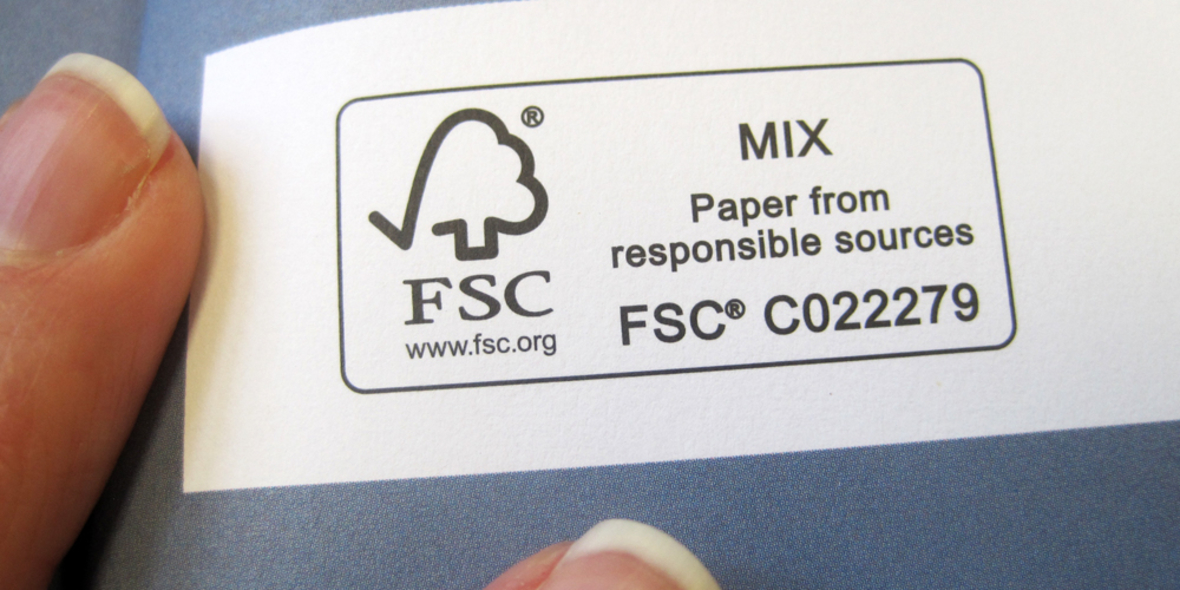 ®
FSC
www.fsc.org
MIX
Paper from
responsible sources
FSC® C022279